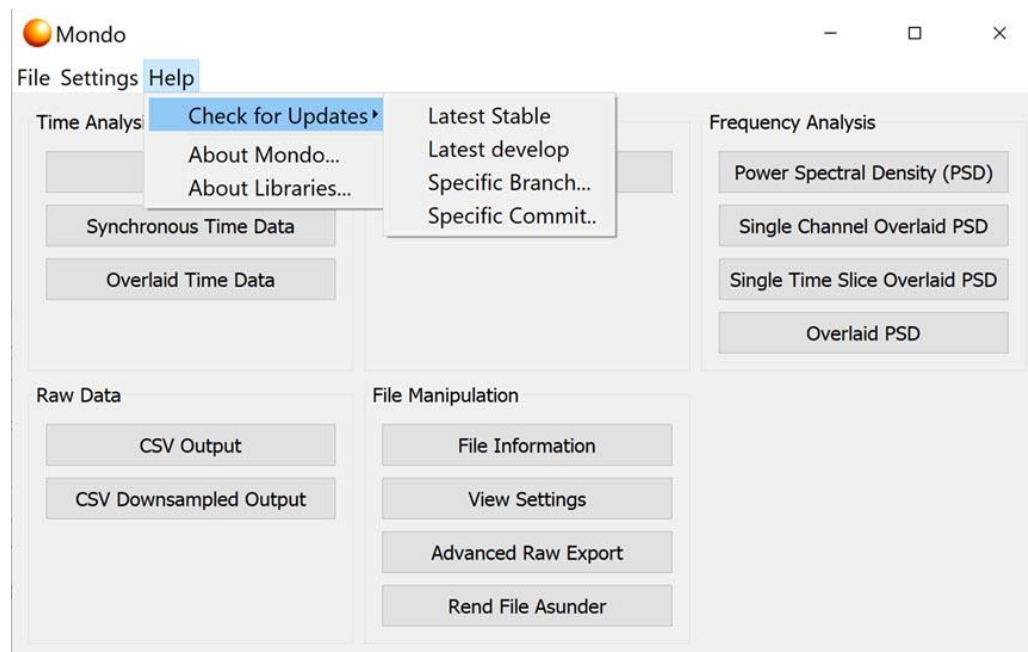 Mondo
File Settings Help
Check for Updates
About Mondo...
About Libraries...
Latest Stable
Latest develop
Specific Branch...
Specific Commit..
Time Analysi
Synchronous Time Data
Overlaid Time Data
Frequency Analysis
Power Spectral Density (PSD)
Single Channel Overlaid PSD
Single Time Slice Overlaid PSD
Overlaid PSD
Raw Data
CSV Output
CSV Downsampled Output
File Manipulation
File Information
View Settings
Advanced Raw Export
Rend File Asunder